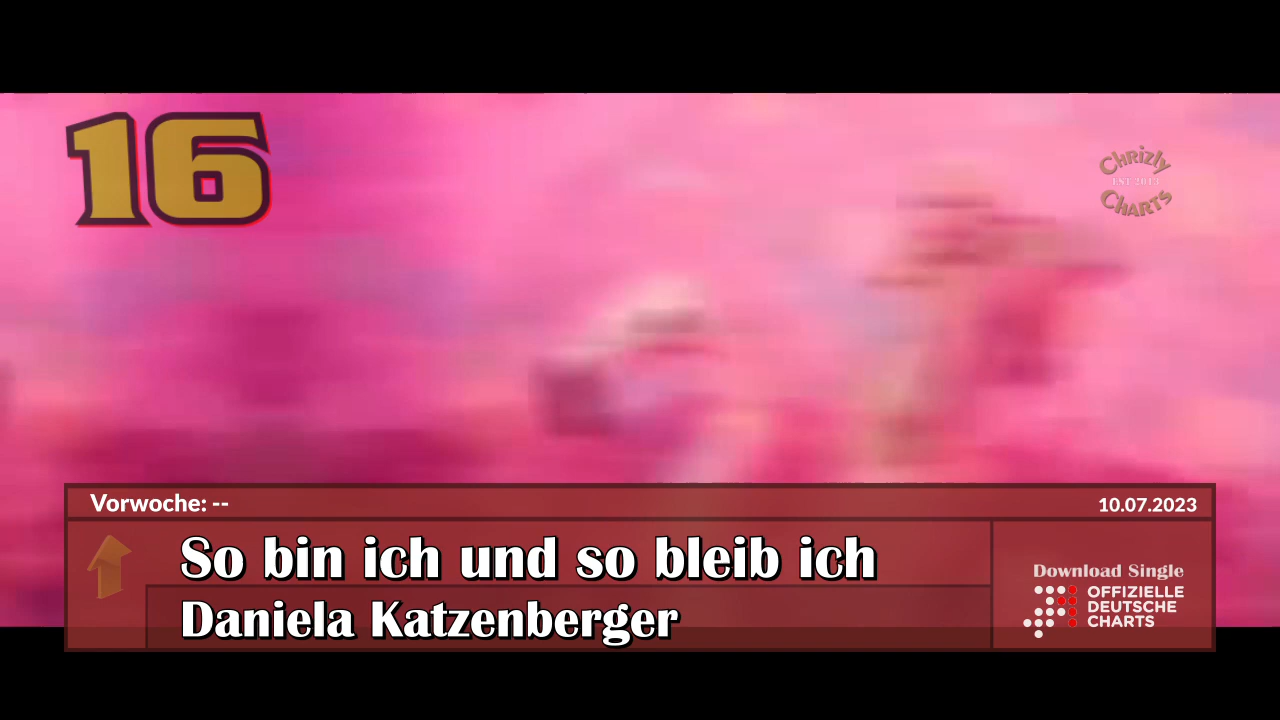 16
Chrizly
EST 2013
Charts
Vorwoche: --
10.07.2023
So bin ich und so bleib ich
Daniela Katzenberger
Download Single
OFFIZIELLE
DEUTSCHE
CHARTS